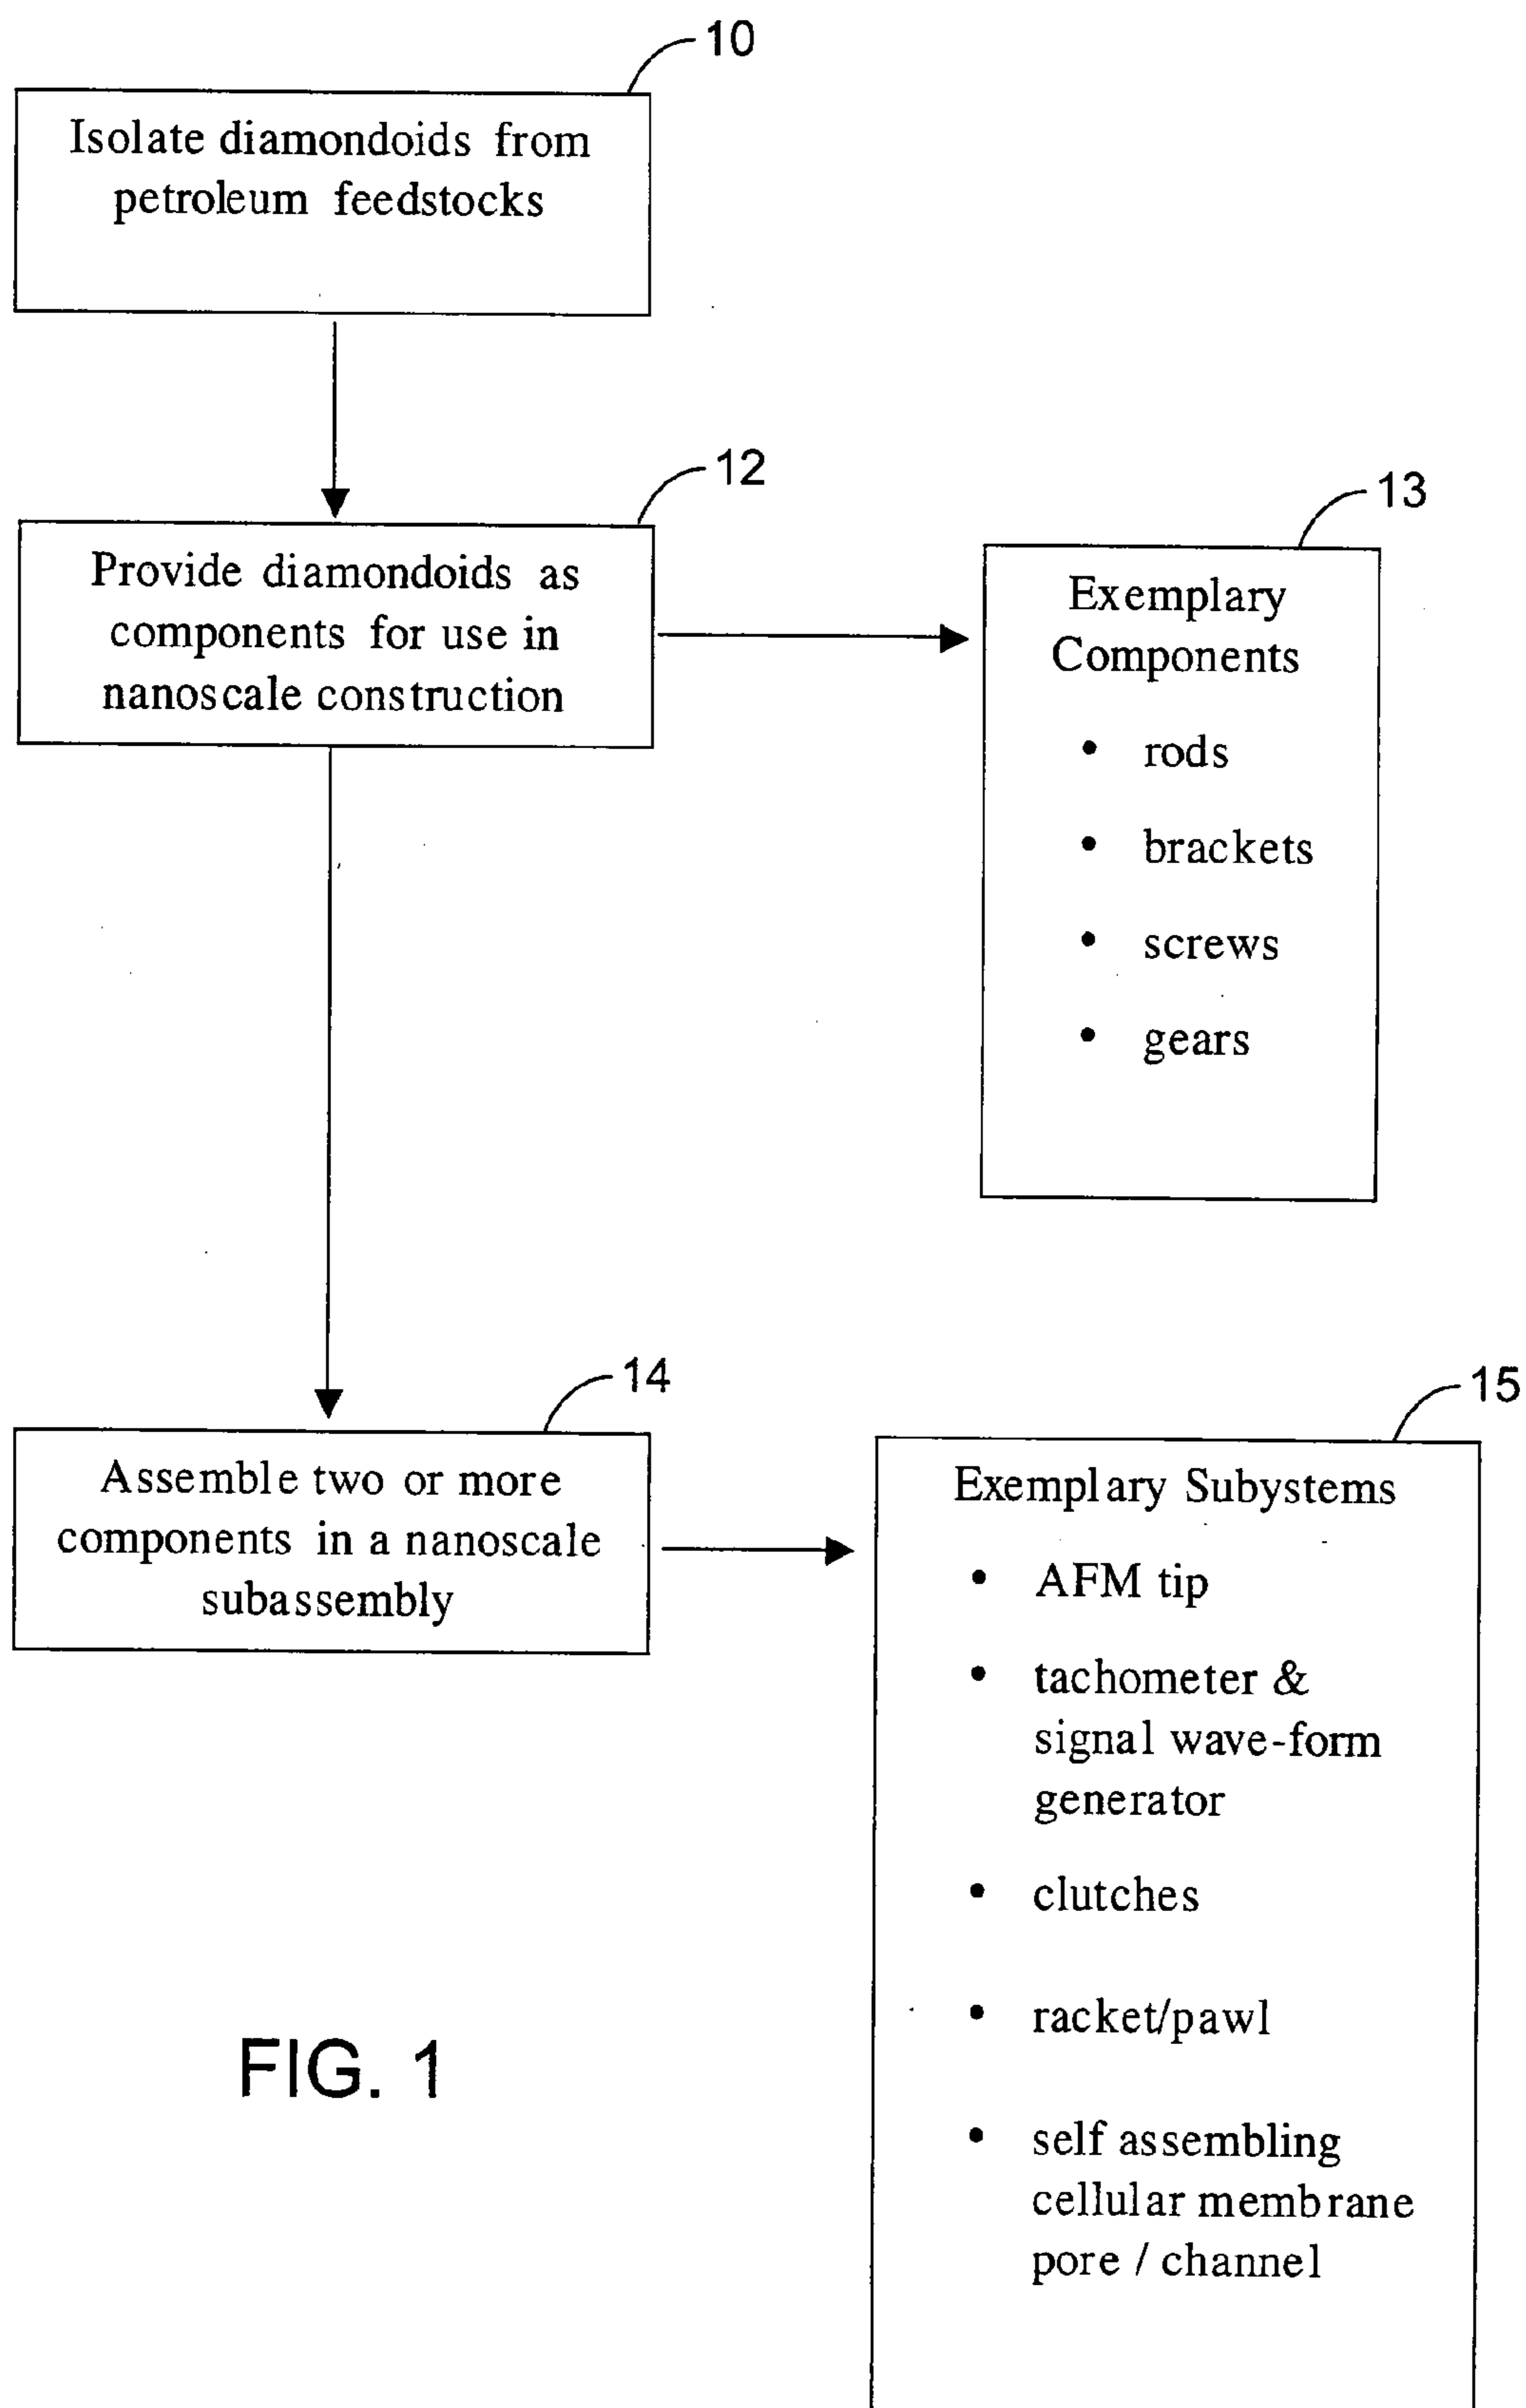 10
Isolate diamondoids from
petroleum feedstocks
12
Provide diamondoids as
components for use in
nanoscale construction
13
Exemplary
Components
• rods
• brackets
• screws
• gears
14
Assemble two or more
components in a nanoscale
subassembly
15
Exemplary Subystems
• AFM tip
• tachometer &
signal wave-form
generator
• clutches
• racket/pawl
• self assembling
cellular membrane
pore / channel
FIG. 1